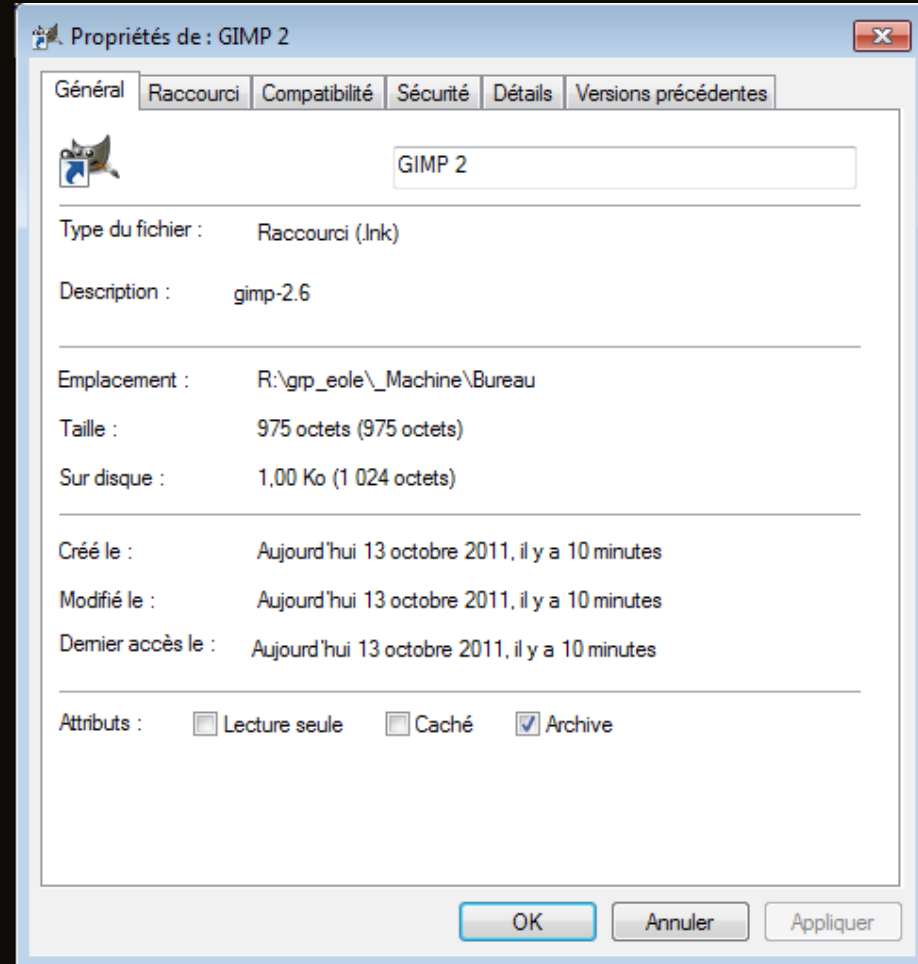 Propriétés de : GIMP 2
Général Raccourci Compatibilité Sécurité Détails Versions précédentes
GIMP 2
Type du fichier : Raccourci (.lnk)
Description : gimp-2.6
Emplacement : R:\grp_eole\_Machine\Bureau
Taille : 975 octets (975 octets)
Sur disque : 1,00 Ko (1 024 octets)
Créé le : Aujourd'hui 13 octobre 2011, il y a 10 minutes
Modifié le : Aujourd'hui 13 octobre 2011, il y a 10 minutes
Dernier accès le : Aujourd'hui 13 octobre 2011, il y a 10 minutes
Attributs : Lecture seule Caché Archive
OK Annuler Appliquer